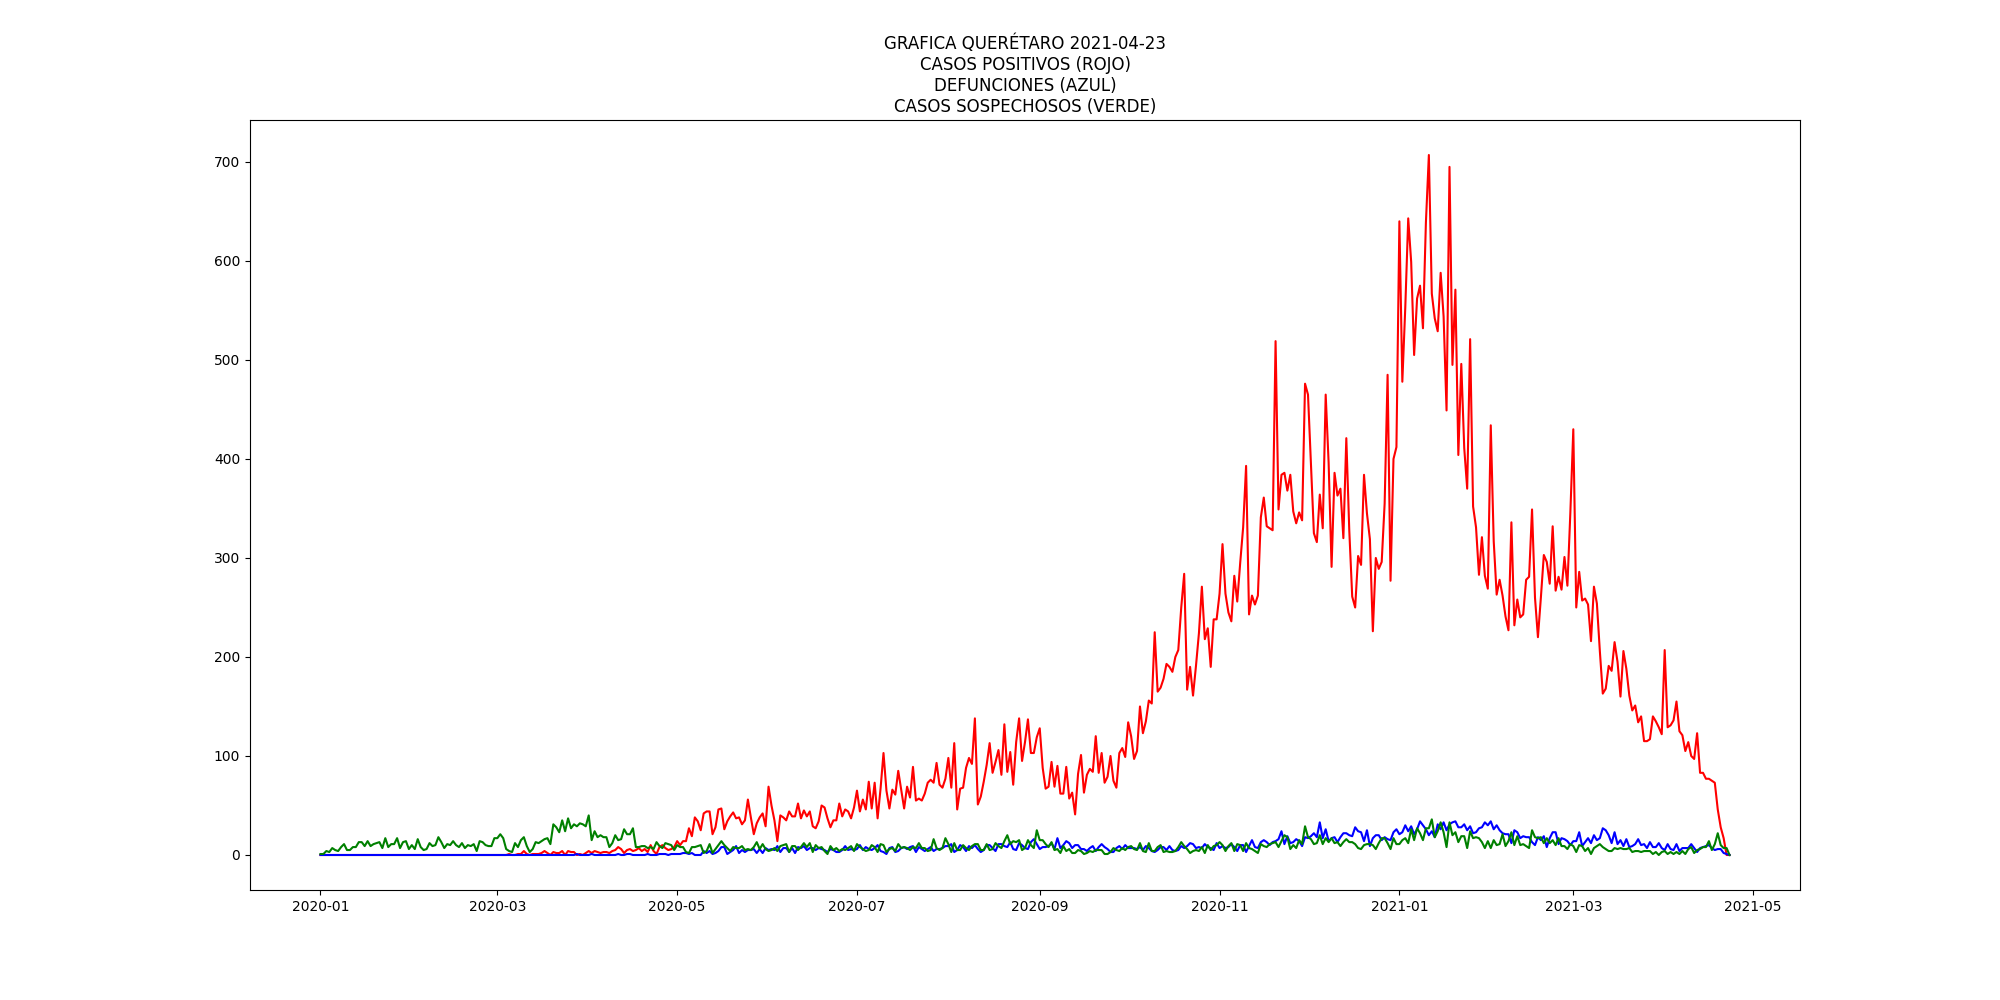 GRAFICA QUERÉTARO 2021-04-23
CASOS POSITIVOS (ROJO)
DEFUNCIONES (AZUL)
CASOS SOSPECHOSOS (VERDE)
700
600
500
400
300
200
100
0
2020-01 2020-03 2020-05 2020-07 2020-09 2020-11 2021-01 2021-03 2021-05